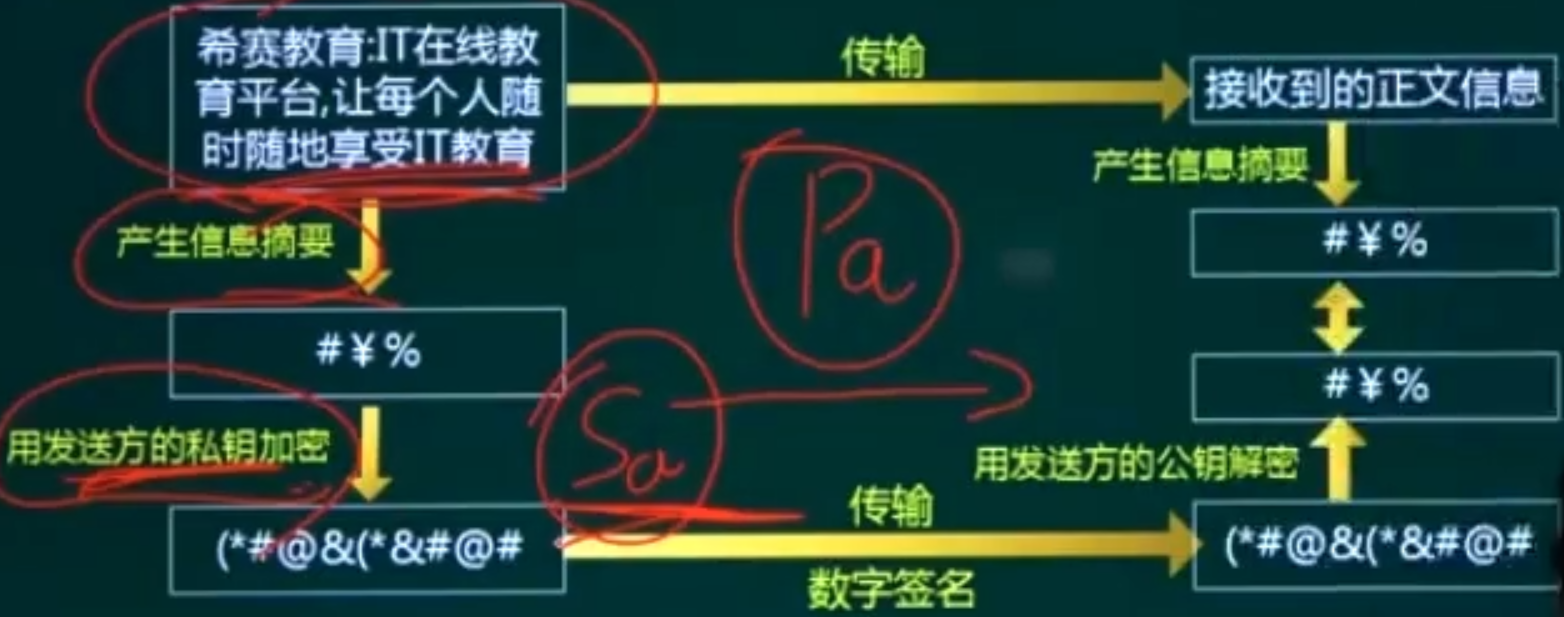 希赛教育:IT在线教
育平台,让每个人随
时随地享受IT教育
传输
接收到的正文信息
产生信息摘要
产生信息摘要
#¥%
#¥%
Pa
#¥%
用发送方的私钥加密
Sa
用发送方的公钥解密
(*#@&(*&#@#
传输
数字签名
(*#@&(*&#@#